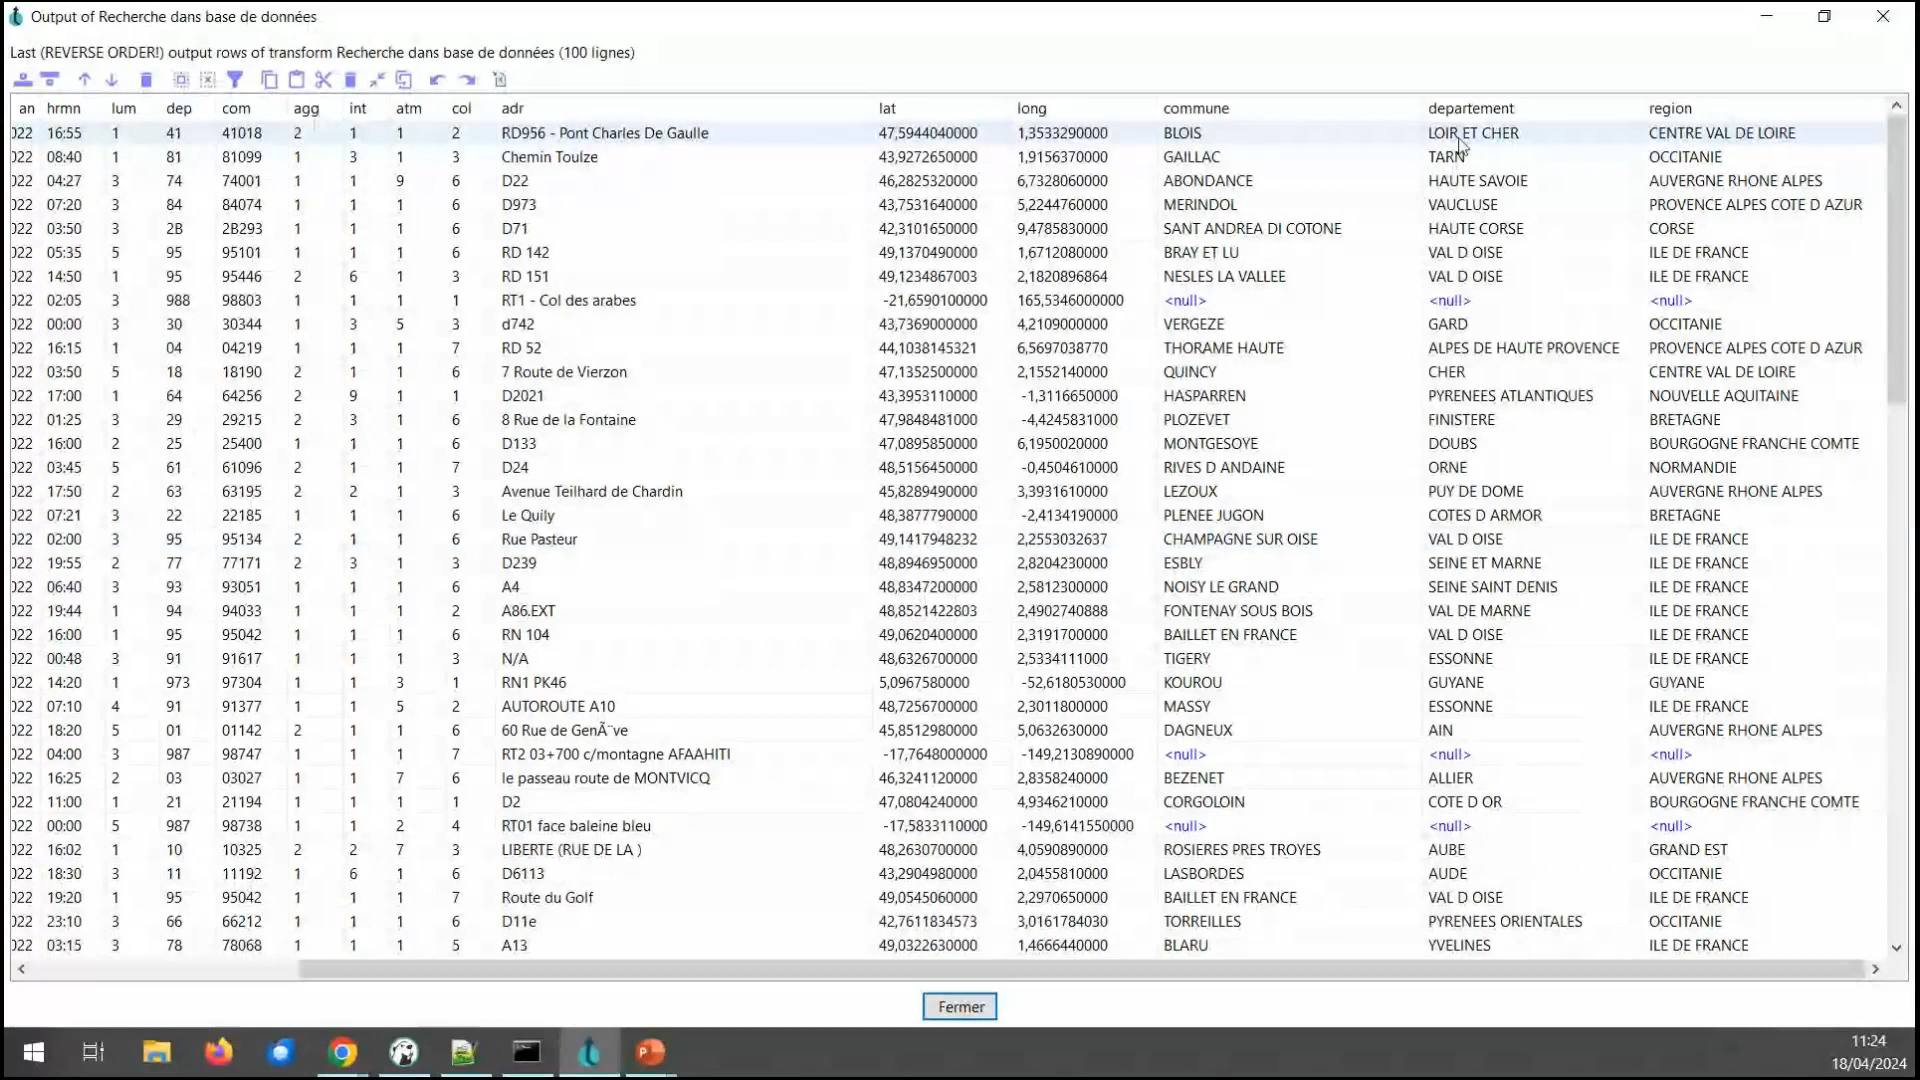 Output of Recherche dans base de données
Last (REVERSE ORDER!) output rows of transform Recherche dans base de données (100 lignes)
an hrmn lum dep com agg int atm col adr lat long commune departement region
022 16:55 1 41 41018 2 1 1 2 RD956 - Pont Charles De Gaulle 47,5944040000 1,3533290000 BLOIS LOIR ET CHER CENTRE VAL DE LOIRE
022 08:40 1 81 81099 1 3 1 3 Chemin Toulze 43,9272650000 1,9156370000 GAILLAC TARN OCCITANIE
022 04:27 3 74 74001 1 1 9 6 D22 46,2825320000 6,7328060000 ABONDANCE HAUTE SAVOIE AUVERGNE RHONE ALPES
022 07:20 3 84 84074 1 1 1 6 D973 43,7531640000 5,2244760000 MERINDOL VAUCLUSE PROVENCE ALPES COTE D AZUR
022 03:50 3 2B 2B293 1 1 1 6 D71 42,3101650000 9,4785830000 SANT ANDREA DI COTONE HAUTE CORSE CORSE
022 05:35 5 95 95101 1 1 1 6 RD 142 49,1370490000 1,6712080000 BRAY ET LU VAL D OISE ILE DE FRANCE
022 14:50 1 95 95446 2 6 1 3 RD 151 49,1234867003 2,1820896864 NESLES LA VALLEE VAL D OISE ILE DE FRANCE
022 02:05 3 988 98803 1 1 1 1 RT1 - Col des arabes -21,6590100000 165,5346000000 <null> <null> <null>
022 00:00 3 30 30344 1 3 5 3 d742 43,7369000000 4,2109000000 VERGEZE GARD OCCITANIE
022 16:15 1 04 04219 1 1 1 7 RD 52 44,1038145321 6,5697038770 THORAME HAUTE ALPES DE HAUTE PROVENCE PROVENCE ALPES COTE D AZUR
022 03:50 5 18 18190 2 1 1 6 7 Route de Vierzon 47,1352500000 2,1552140000 QUINCY CHER CENTRE VAL DE LOIRE
022 17:00 1 64 64256 2 9 1 1 D2021 43,3953110000 -1,3116650000 HASPARREN PYRENEES ATLANTIQUES NOUVELLE AQUITAINE
022 01:25 3 29 29215 2 3 1 6 8 Rue de la Fontaine 47,9848481000 -4,4245831000 PLOZEVET FINISTERE BRETAGNE
022 16:00 2 25 25400 1 1 1 6 D133 47,0895850000 6,1950020000 MONTGESOYE DOUBS BOURGOGNE FRANCHE COMTE
022 03:45 5 61 61096 2 1 1 7 D24 48,5156450000 -0,4504610000 RIVES D ANDAINE ORNE NORMANDIE
022 17:50 2 63 63195 2 2 1 3 Avenue Teilhard de Chardin 45,8289490000 3,3931610000 LEZOUX PUY DE DOME AUVERGNE RHONE ALPES
022 07:21 3 22 22185 1 1 1 6 Le Quily 48,3877790000 -2,4134190000 PLENEE JUGON COTES D ARMOR BRETAGNE
022 02:00 3 95 95134 2 1 1 6 Rue Pasteur 49,1417948232 2,2553032637 CHAMPAGNE SUR OISE VAL D OISE ILE DE FRANCE
022 19:55 2 77 77171 2 3 1 3 D239 48,8946950000 2,8204230000 ESBLY SEINE ET MARNE ILE DE FRANCE
022 06:40 3 93 93051 1 1 1 6 A4 48,8347200000 2,5812300000 NOISY LE GRAND SEINE SAINT DENIS ILE DE FRANCE
022 19:44 1 94 94033 1 1 1 2 A86.EXT 48,8521422803 2,4902740888 FONTENAY SOUS BOIS VAL DE MARNE ILE DE FRANCE
022 16:00 1 95 95042 1 1 1 6 RN 104 49,0620400000 2,3191700000 BAILLET EN FRANCE VAL D OISE ILE DE FRANCE
022 00:48 3 91 91617 1 1 1 3 N/A 48,6326700000 2,5334111000 TIGERY ESSONNE ILE DE FRANCE
022 14:20 1 973 97304 1 1 3 1 RN1 PK46 5,0967580000 -52,6180530000 KOUROU GUYANE GUYANE
022 07:10 4 91 91377 1 1 5 2 AUTOROUTE A10 48,7256700000 2,3011800000 MASSY ESSONNE ILE DE FRANCE
022 18:20 5 01 01142 2 1 1 6 60 Rue de GenÃ¨ve 45,8512980000 5,0632630000 DAGNEUX AIN AUVERGNE RHONE ALPES
022 04:00 3 987 98747 1 1 1 7 RT2 03+700 c/montagne AFAAHITI -17,7648000000 -149,2130890000 <null> <null> <null>
022 16:25 2 03 03027 1 1 7 6 le passeau route de MONTVICQ 46,3241120000 2,8358240000 BEZENET ALLIER AUVERGNE RHONE ALPES
022 11:00 1 21 21194 1 1 1 1 D2 47,0804240000 4,9346210000 CORGOLOIN COTE D OR BOURGOGNE FRANCHE COMTE
022 00:00 5 987 98738 1 1 2 4 RT01 face baleine bleu -17,5833110000 -149,6141550000 <null> <null> <null>
022 16:02 1 10 10325 2 2 7 3 LIBERTE (RUE DE LA ) 48,2630700000 4,0590890000 ROSIERES PRES TROYES AUBE GRAND EST
022 18:30 3 11 11192 1 6 1 6 D6113 43,2904980000 2,0455810000 LASBORDES AUDE OCCITANIE
022 19:20 1 95 95042 1 1 1 7 Route du Golf 49,0545060000 2,2970650000 BAILLET EN FRANCE VAL D OISE ILE DE FRANCE
022 23:10 3 66 66212 1 1 1 6 D11e 42,7611834573 3,0161784030 TORREILLES PYRENEES ORIENTALES OCCITANIE
022 03:15 3 78 78068 1 1 1 5 A13 49,0322630000 1,4666440000 BLARU YVELINES ILE DE FRANCE
Fermer
11:24
18/04/2024